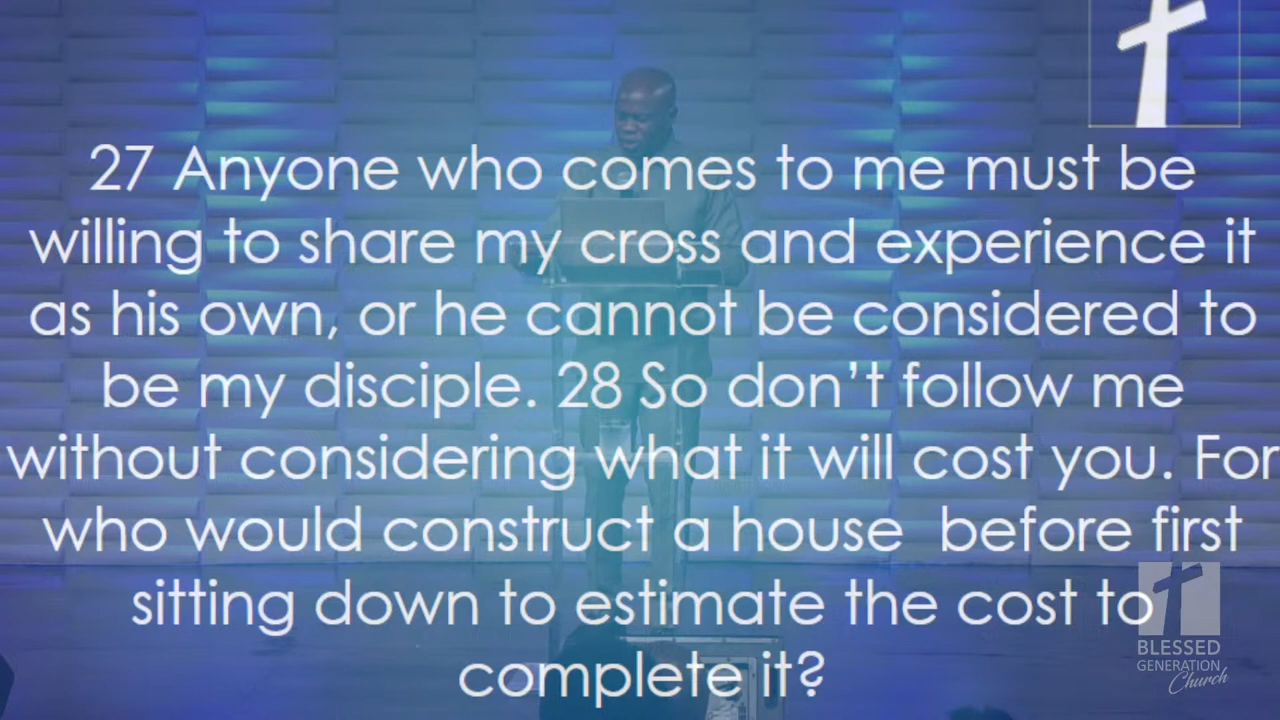 27 Anyone who comes to me must be
willing to share my cross and experience it
as his own, or he cannot be considered to
be my disciple. 28 So don’t follow me
without considering what it will cost you. For
who would construct a house  before first
sitting down to estimate the cost to
complete it?
BLESSED
GENERATION
Church